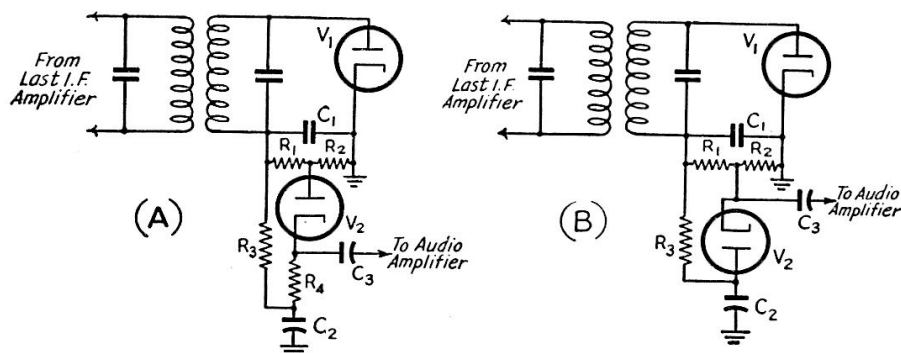 From
Last I.F.
Amplifier
V1
C1
R1
R2
(A)
V2
R3
C3
To Audio
Amplifier
R4
C2
From
Last I.F.
Amplifier
V1
C1
R1
R2
To Audio
Amplifier
C3
(B)
R3
V2
C2